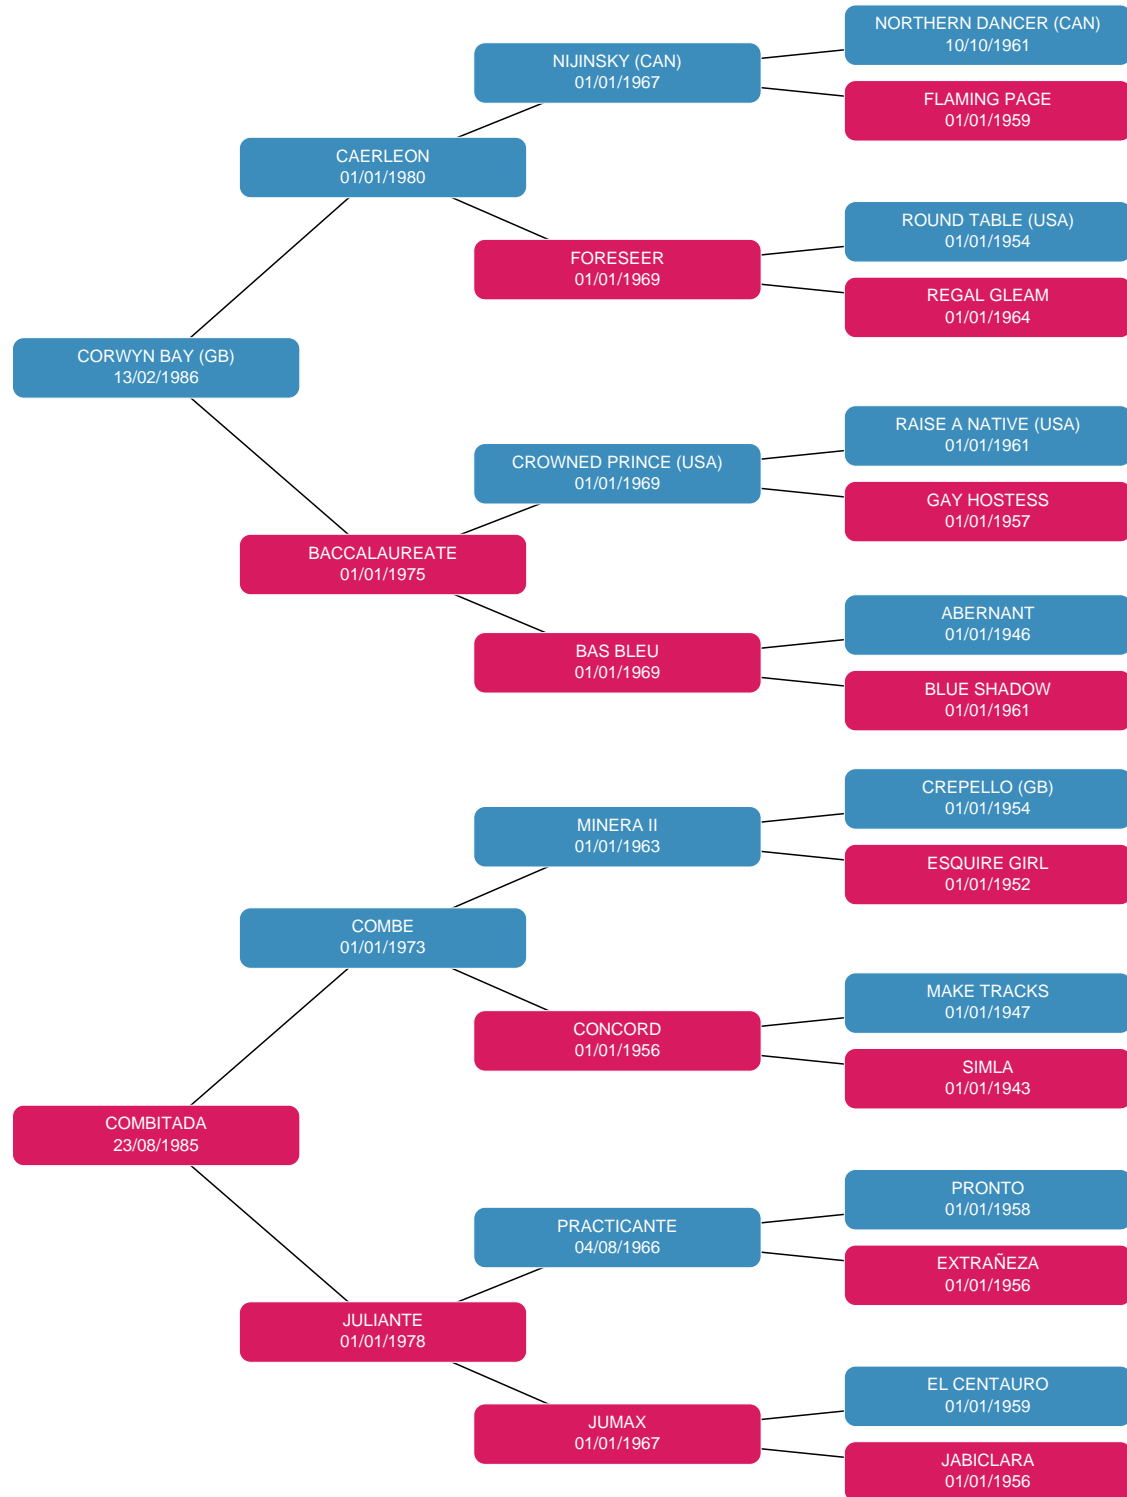 NORTHERN DANCER (CAN)
10/10/1961
NIJINSKY (CAN)
01/01/1967
FLAMING PAGE
01/01/1959
CAERLEON
01/01/1980
ROUND TABLE (USA)
01/01/1954
FORESEER
01/01/1969
REGAL GLEAM
01/01/1964
CORWYN BAY (GB)
13/02/1986
RAISE A NATIVE (USA)
01/01/1961
CROWNED PRINCE (USA)
01/01/1969
GAY HOSTESS
01/01/1957
BACCALAUREATE
01/01/1975
ABERNANT
01/01/1946
BAS BLEU
01/01/1969
BLUE SHADOW
01/01/1961
CREPELLO (GB)
01/01/1954
MINERA II
01/01/1963
ESQUIRE GIRL
01/01/1952
COMBE
01/01/1973
MAKE TRACKS
01/01/1947
CONCORD
01/01/1956
SIMLA
01/01/1943
COMBITADA
23/08/1985
PRONTO
01/01/1958
PRACTICANTE
04/08/1966
EXTRAÑEZA
01/01/1956
JULIANTE
01/01/1978
EL CENTAURO
01/01/1959
JUMAX
01/01/1967
JABICLARA
01/01/1956